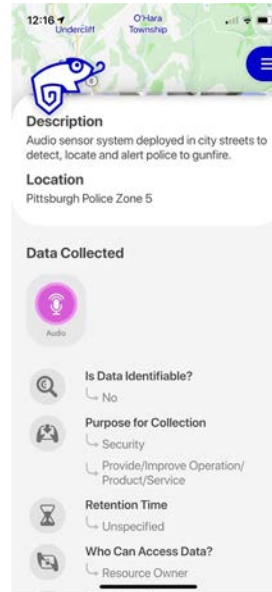 12:16
O'Hara
Undercliff
Township
Description
Audio sensor system deployed in city streets to
detect, locate and alert police to gunfire.
Location
Pittsburgh Police Zone 5
Data Collected
Audio
Is Data Identifiable?
No
Purpose for Collection
Security
Provide/Improve Operation/
Product/Service
Retention Time
Unspecified
Who Can Access Data?
Resource Owner